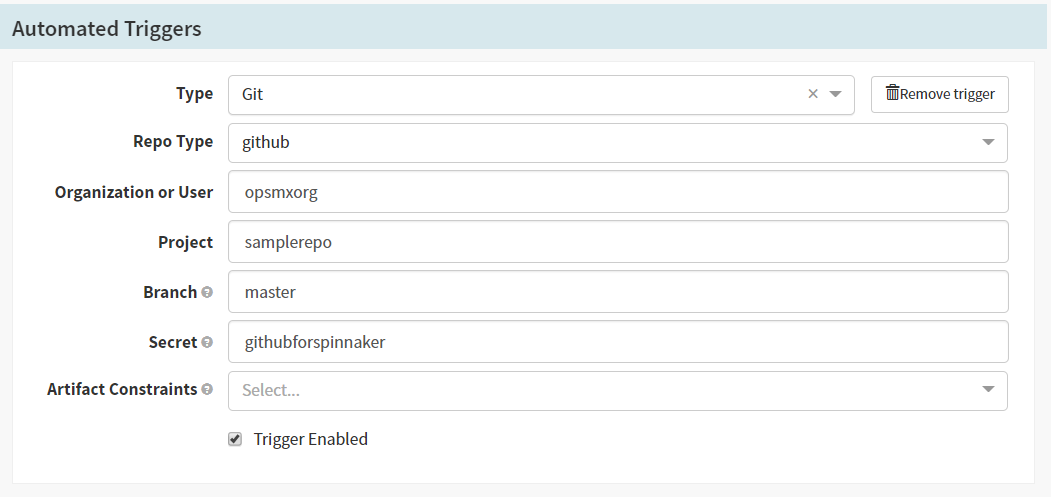 Automated Triggers
Type Git × Remove trigger
Repo Type github
Organization or User opsmxorg
Project samplerepo
Branch ? master
Secret ? githubforspinnaker
Artifact Constraints ? Select...
Trigger Enabled